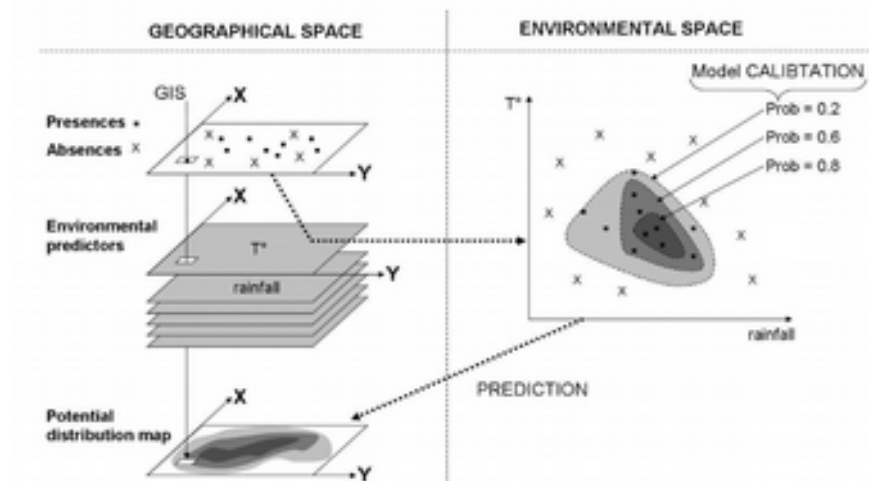 GEOGRAPHICAL SPACE
ENVIRONMENTAL SPACE
GIS
X
Presences
Absences X
X X X X X
Y
X
Environmental
predictors
T°
Y
rainfall
X
Potential
distribution map
Y
Model CALIBTATION
T°
Prob = 0.2
Prob = 0.6
Prob = 0.8
X X X X X X X X X X
rainfall
PREDICTION